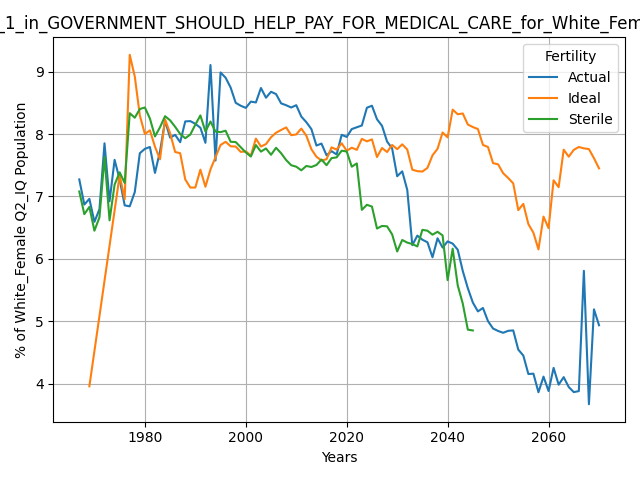 _1_in_GOVERNMENT_SHOULD_HELP_PAY_FOR_MEDICAL_CARE_for_White_Fem
Fertility
Actual
Ideal
Sterile
% of White_Female Q2_IQ Population
9
8
7
6
5
4
1980
2000
2020
2040
2060
Years